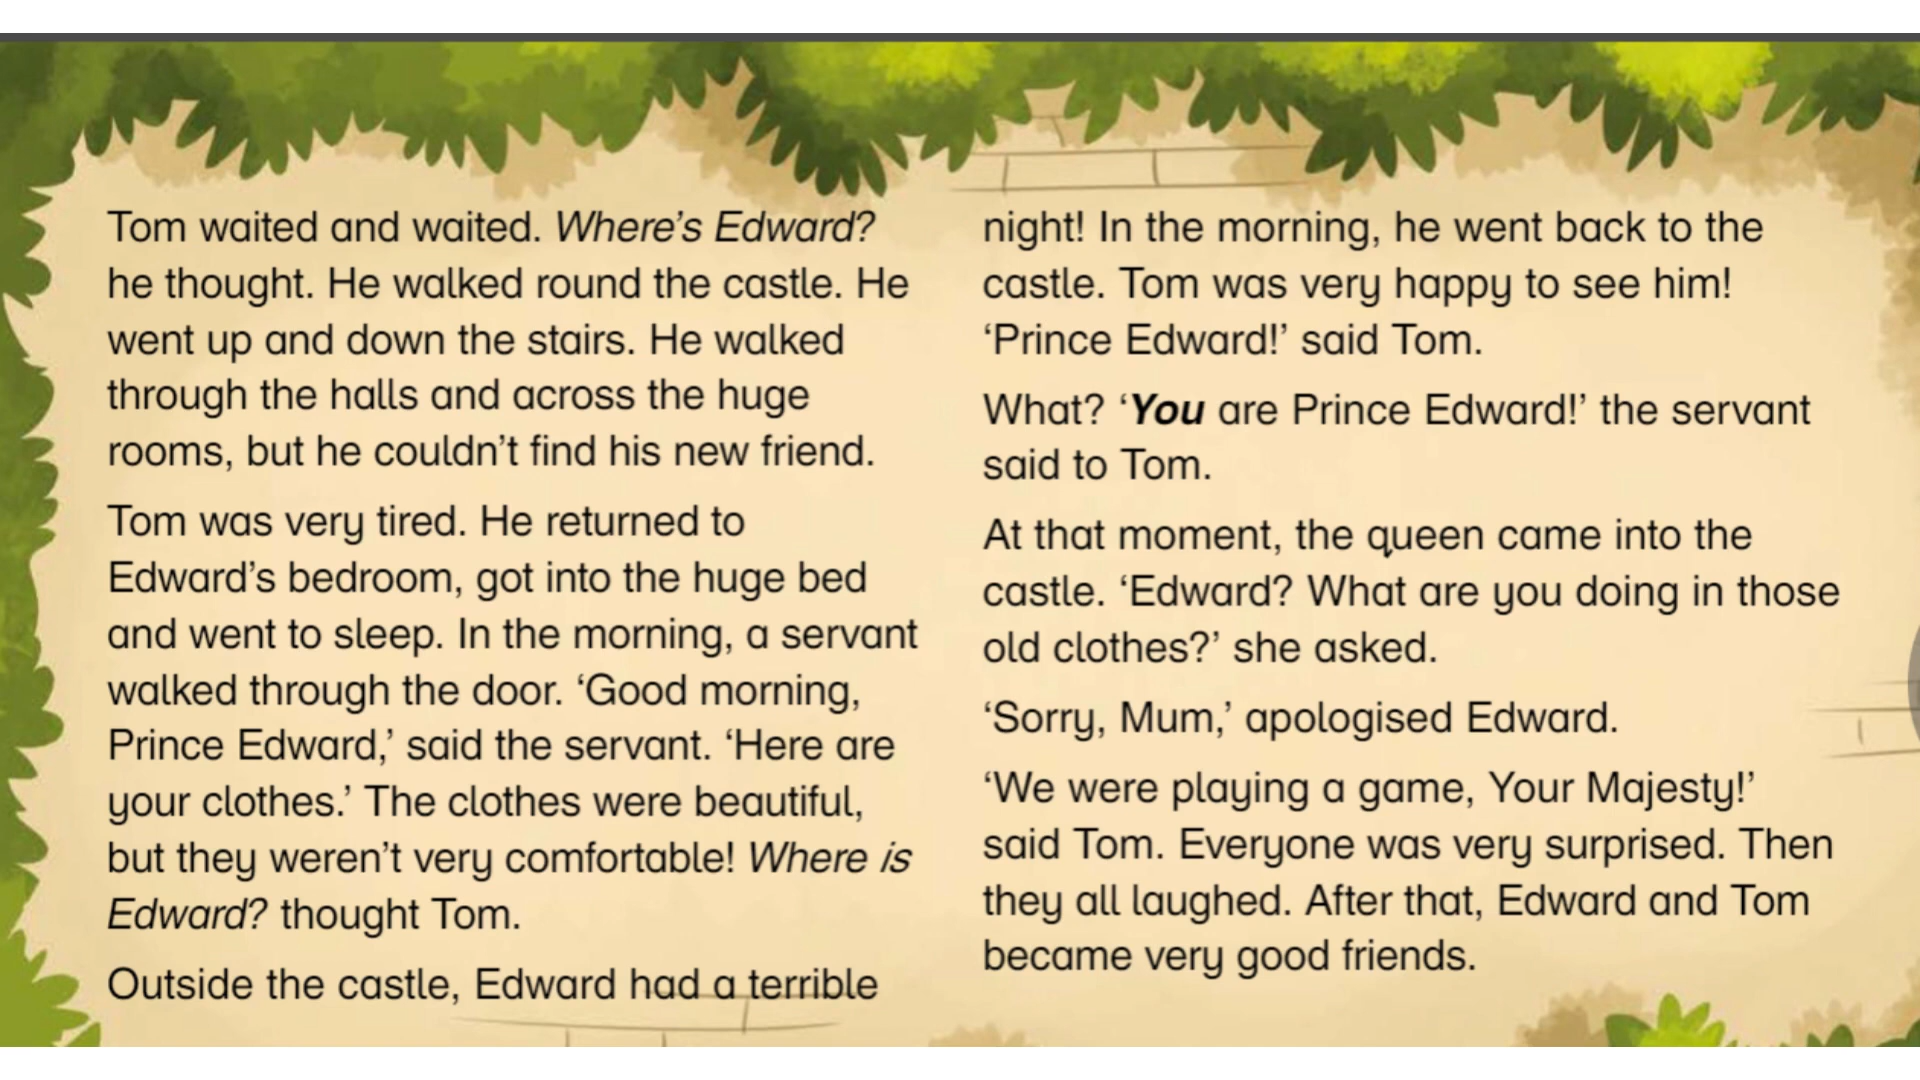 Tom waited and waited. Where's Edward?
he thought. He walked round the castle. He
went up and down the stairs. He walked
through the halls and across the huge
rooms, but he couldn't find his new friend.
Tom was very tired. He returned to
Edward's bedroom, got into the huge bed
and went to sleep. In the morning, a servant
walked through the door. ‘Good morning,
Prince Edward,’ said the servant. ‘Here are
your clothes.’ The clothes were beautiful,
but they weren't very comfortable! Where is
Edward? thought Tom.
Outside the castle, Edward had a terrible
night! In the morning, he went back to the
castle. Tom was very happy to see him!
‘Prince Edward!’ said Tom.
What? ‘You are Prince Edward!’ the servant
said to Tom.
At that moment, the queen came into the
castle. ‘Edward? What are you doing in those
old clothes?’ she asked.
‘Sorry, Mum,’ apologised Edward.
‘We were playing a game, Your Majesty!’
said Tom. Everyone was very surprised. Then
they all laughed. After that, Edward and Tom
became very good friends.